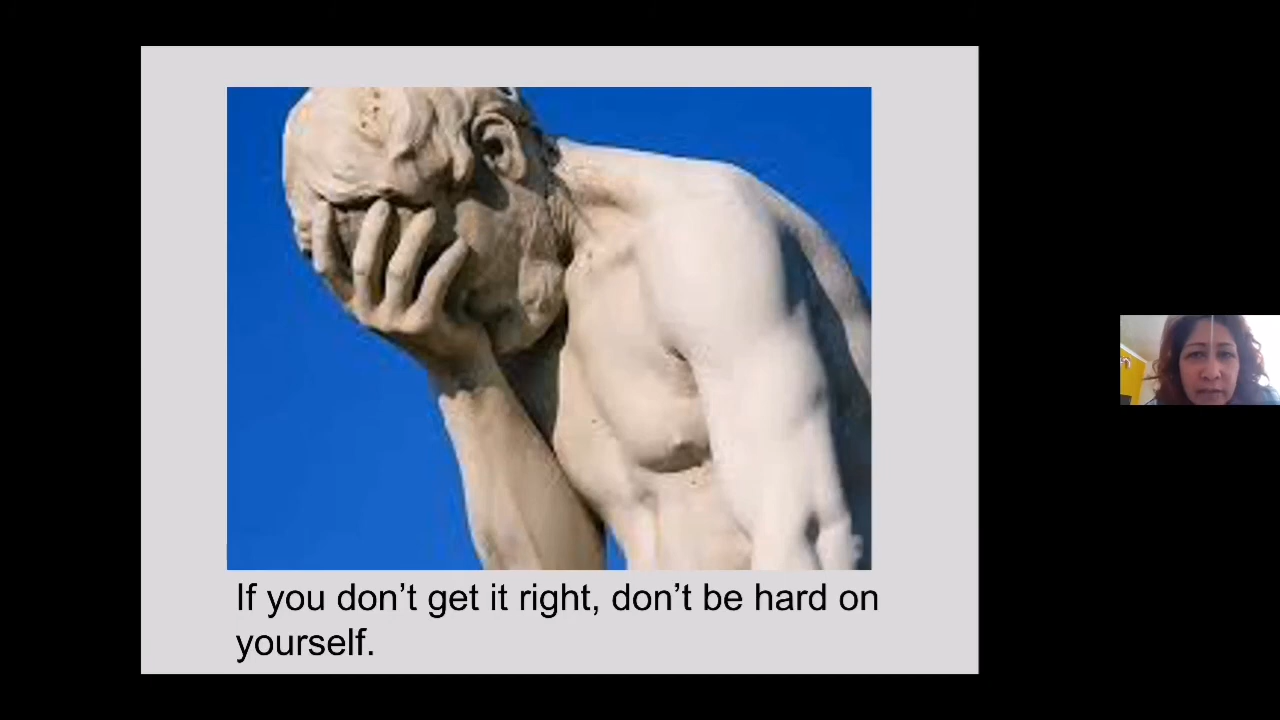 If you don’t get it right, don’t be hard on
yourself.